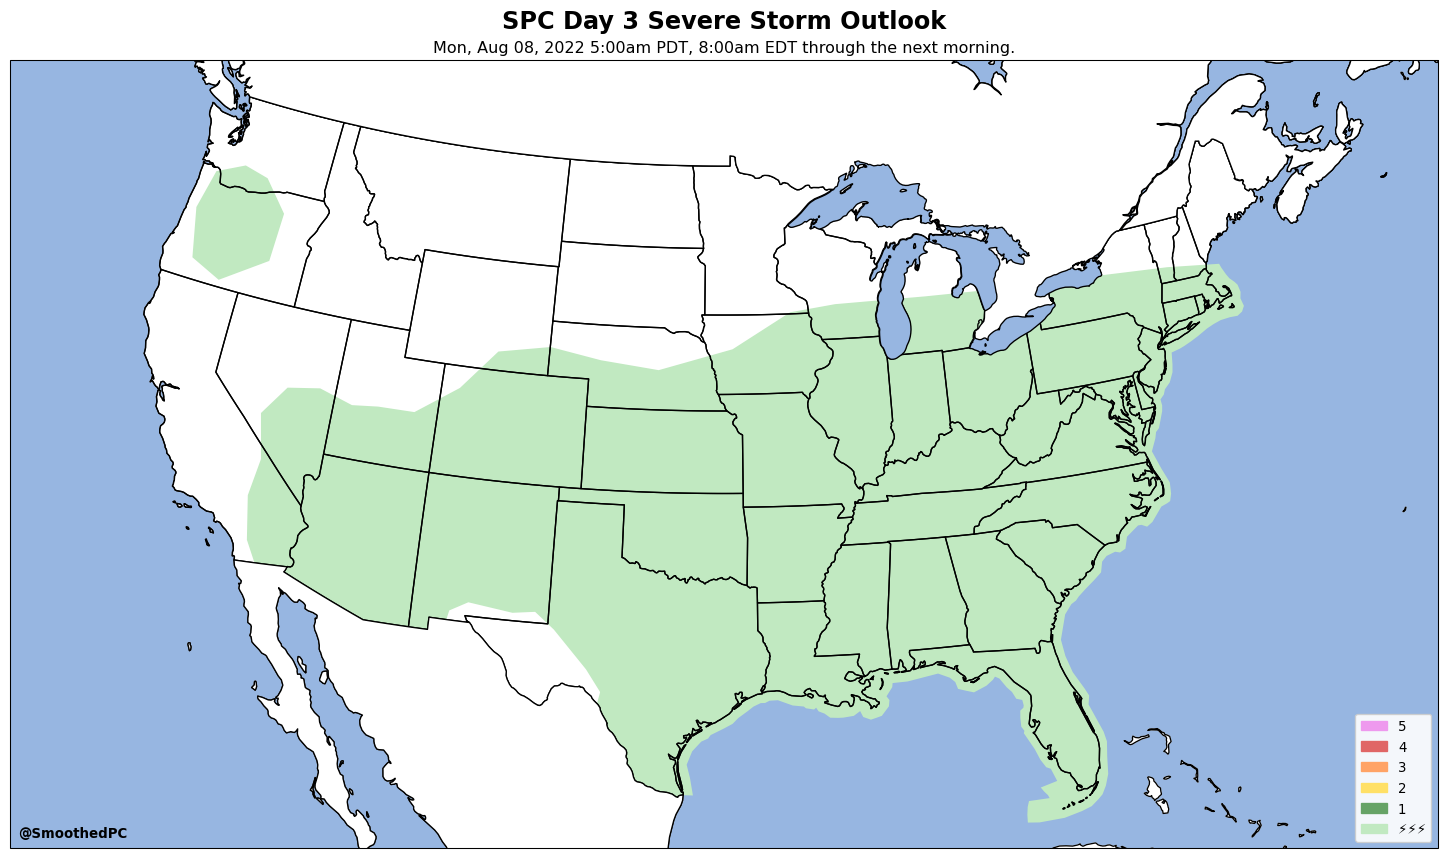 SPC Day 3 Severe Storm Outlook
Mon, Aug 08, 2022 5:00am PDT, 8:00am EDT through the next morning.
5
4
3
2
1
⚡⚡⚡
@SmoothedPC